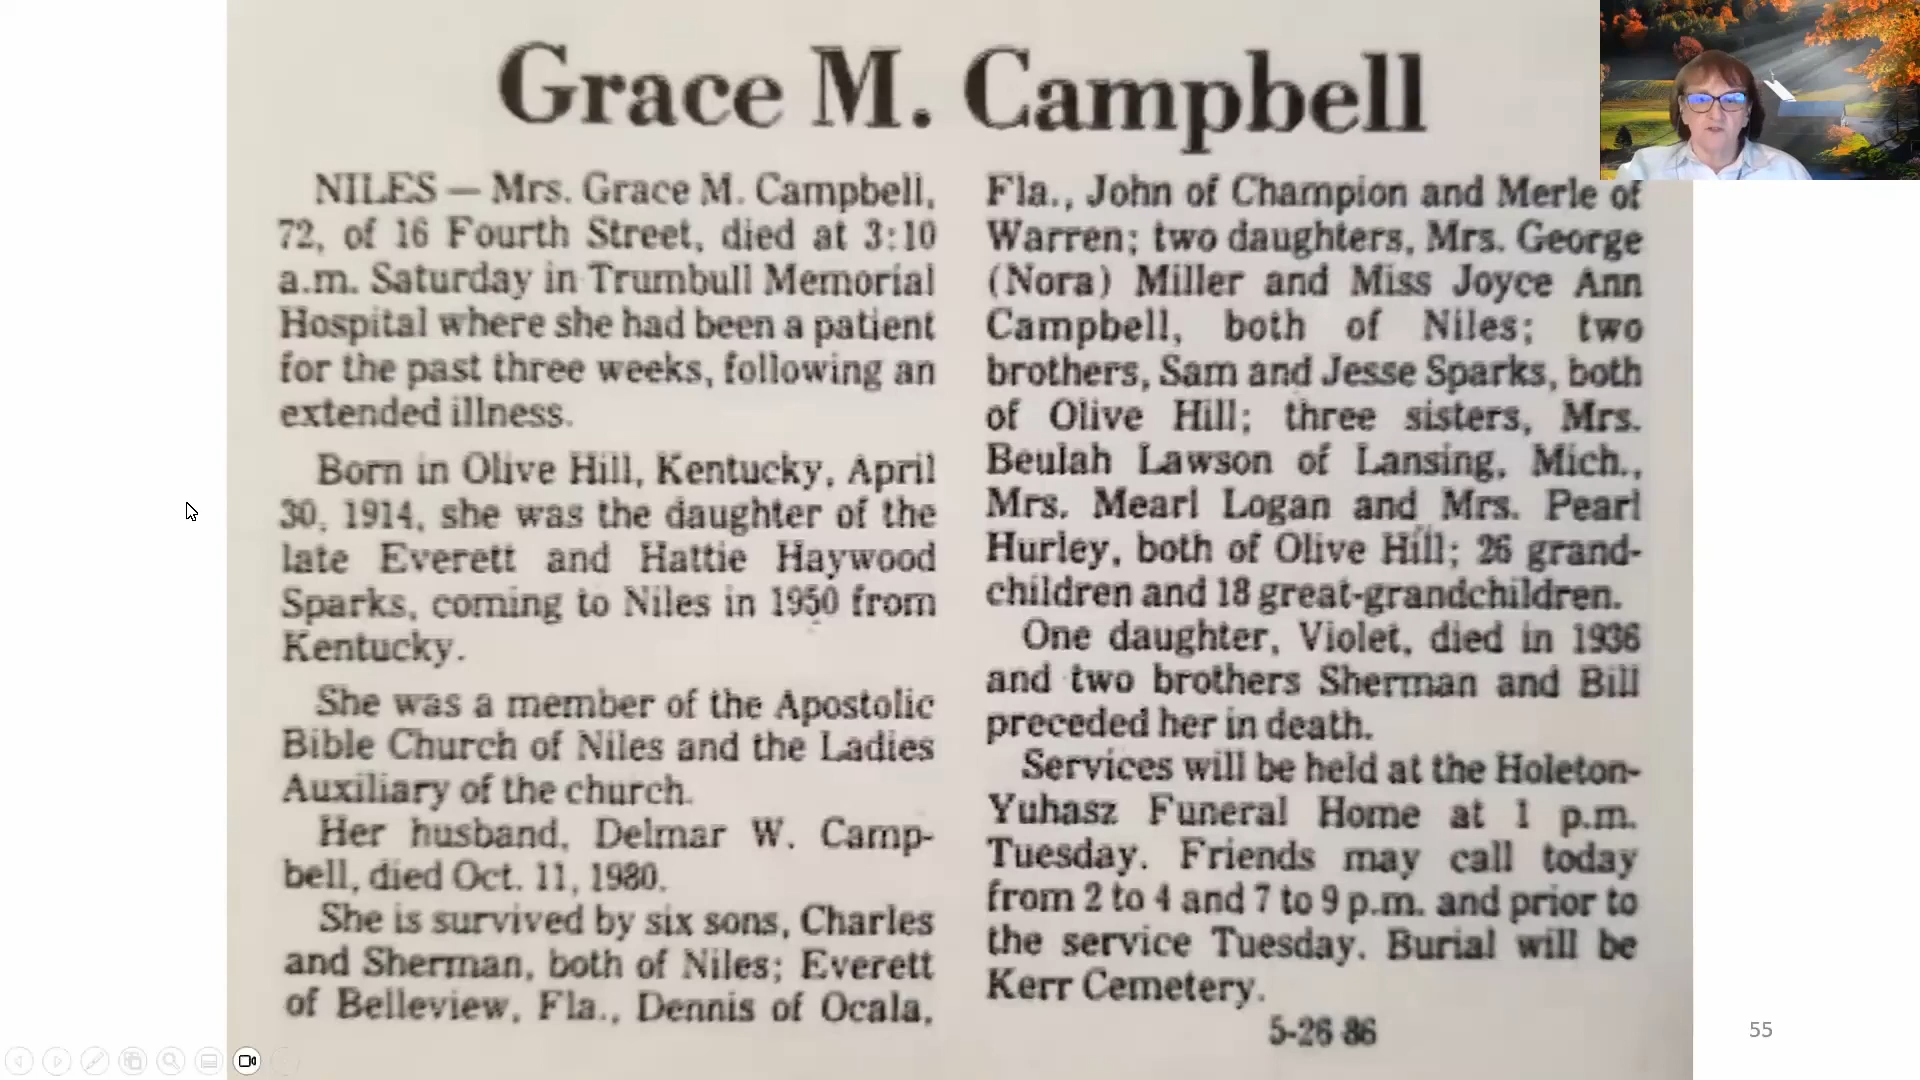 Grace M. Campbell
NILES — Mrs. Grace M. Campbell,
72, of 16 Fourth Street, died at 3:10
a.m. Saturday in Trumbull Memorial
Hospital where she had been a patient
for the past three weeks, following an
extended illness.
Born in Olive Hill, Kentucky, April
30, 1914, she was the daughter of the
late Everett and Hattie Haywood
Sparks, coming to Niles in 1950 from
Kentucky.
She was a member of the Apostolic
Bible Church of Niles and the Ladies
Auxiliary of the church.
Her husband, Delmar W. Camp-
bell, died Oct. 11, 1980.
She is survived by six sons, Charles
and Sherman, both of Niles; Everett
of Belleview, Fla., Dennis of Ocala,
Fla., John of Champion and Merle of
Warren; two daughters, Mrs. George
(Nora) Miller and Miss Joyce Ann
Campbell, both of Niles; two
brothers, Sam and Jesse Sparks, both
of Olive Hill; three sisters, Mrs.
Beulah Lawson of Lansing, Mich.,
Mrs. Mearl Logan and Mrs. Pearl
Hurley, both of Olive Hill; 26 grand-
children and 18 great-grandchildren.
One daughter, Violet, died in 1936
and two brothers Sherman and Bill
preceded her in death.
Services will be held at the Holeton-
Yuhasz Funeral Home at 1 p.m.
Tuesday. Friends may call today
from 2 to 4 and 7 to 9 p.m. and prior to
the service Tuesday. Burial will be
Kerr Cemetery.
5-26 86
55